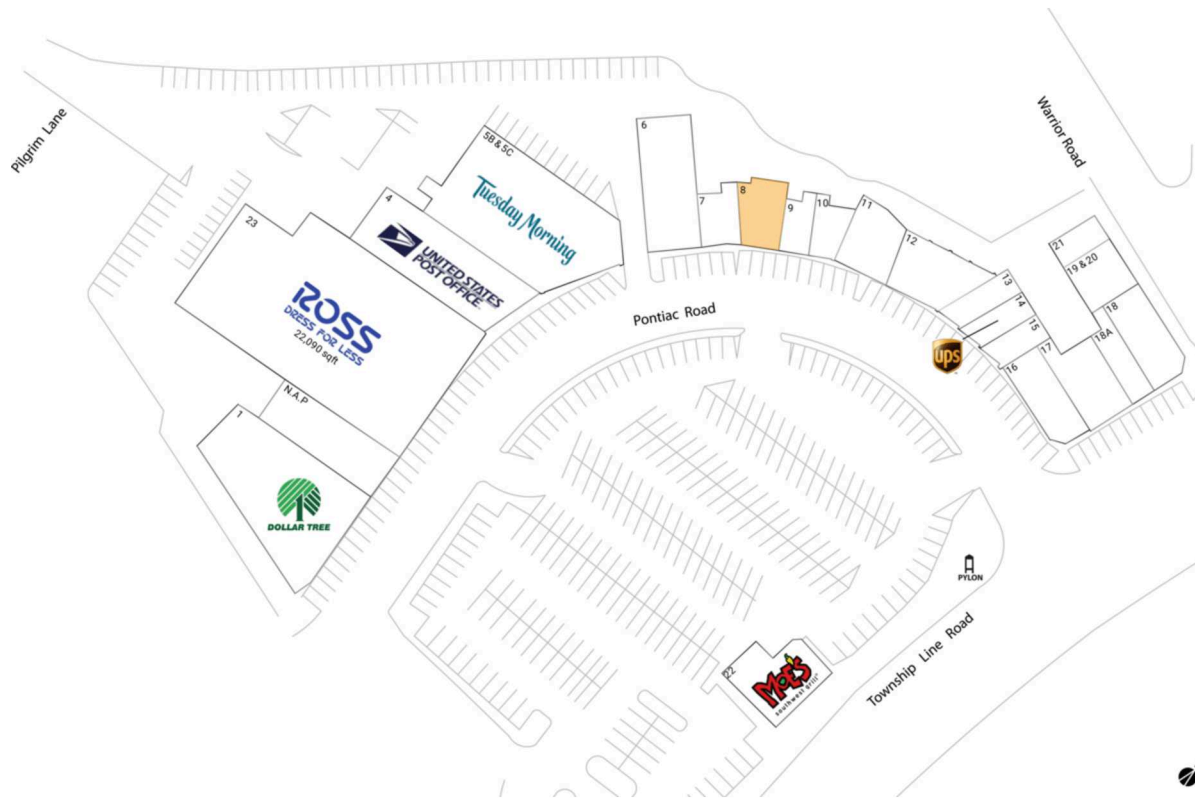 Pilgrim Lane
Warrior Road
5B & 5C
Tuesday Morning
4
UNITED STATES
POST OFFICE
23
ROSS
DRESS FOR LESS
22,090 sqft
N.A.P
1
DOLLAR TREE
6
7
8
9
10
11
12
13
14
15
16
17
18A
18
19 & 20
21
Pontiac Road
ups
PYLON
22
MOE'S
southwest grill
Township Line Road